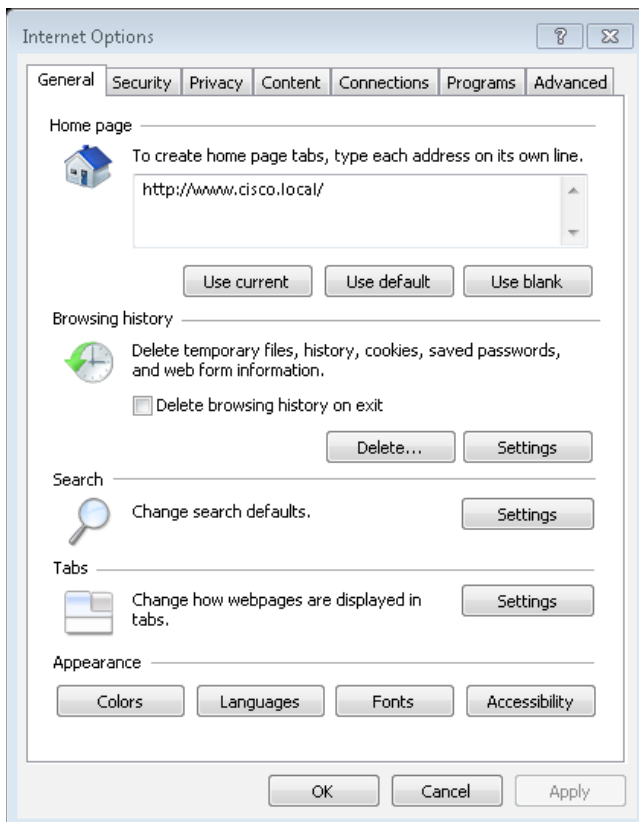 Internet Options
General Security Privacy Content Connections Programs Advanced
Home page
To create home page tabs, type each address on its own line.
http://www.cisco.local/
Use current Use default Use blank
Browsing history
Delete temporary files, history, cookies, saved passwords,
and web form information.
Delete browsing history on exit
Delete... Settings
Search
Change search defaults. Settings
Tabs
Change how webpages are displayed in
tabs.
Settings
Appearance
Colors Languages Fonts Accessibility
OK Cancel Apply